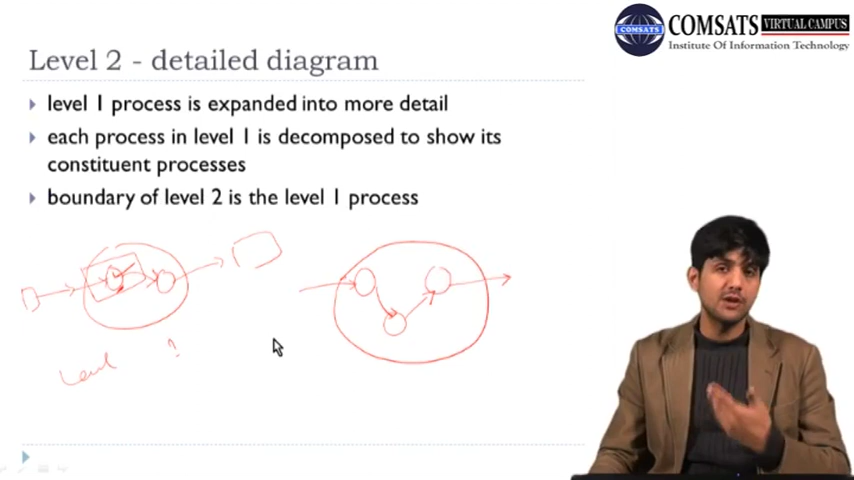 COMSATS VIRTUAL CAMPUS
Institute Of Information Technology
Level 2 - detailed diagram
level 1 process is expanded into more detail
each process in level 1 is decomposed to show its
constituent processes
boundary of level 2 is the level 1 process
Level ?